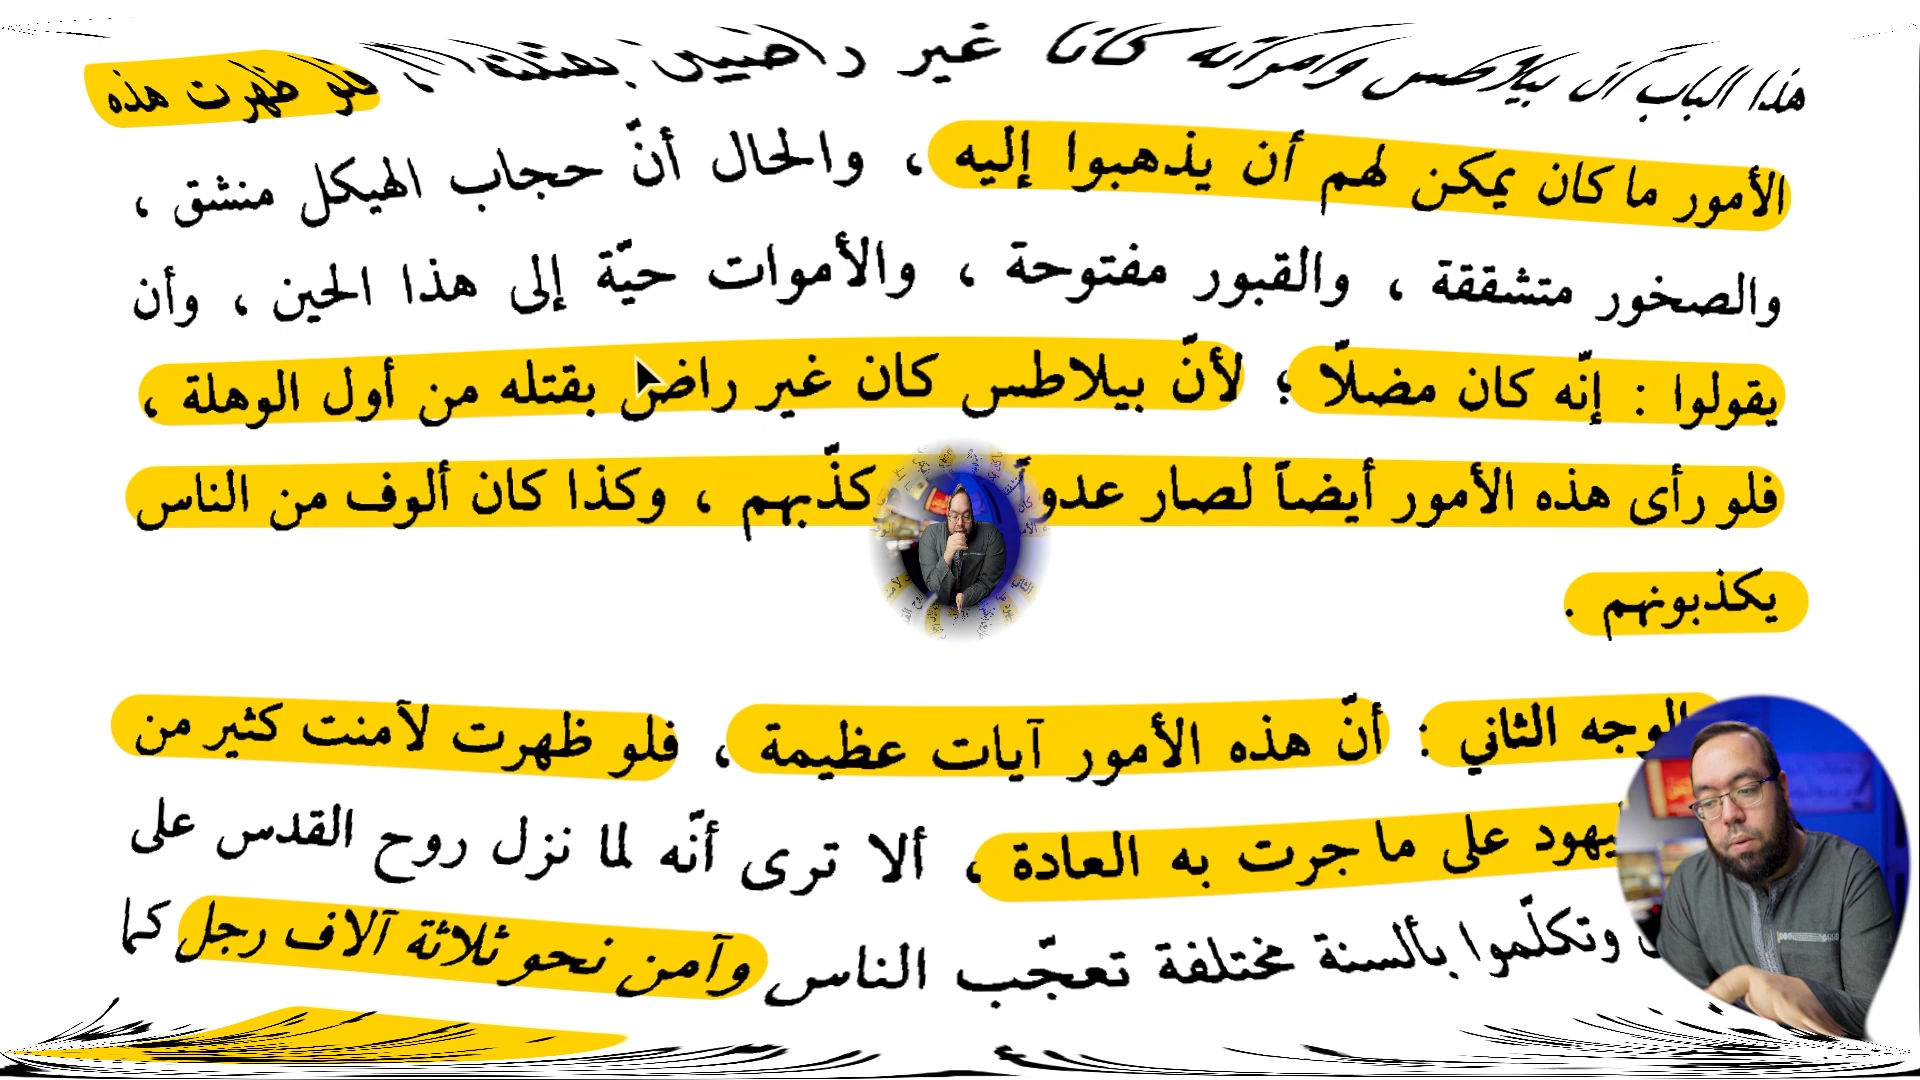 هذا الباب أن بيلاطس وامرأته كانا غير راضيين بقتله ، فلو ظهرت هذه
الأمور ما كان يمكن لهم أن يذهبوا إليه ، والحال أنّ حجاب الهيكل منشق ،
والصخور متشققة ، والقبور مفتوحة ، والأموات حيّة إلى هذا الحين ، وأن
يقولوا : إنّه كان مضلّا ؛ لأنّ بيلاطس كان غير راض بقتله من أول الوهلة ،
فلو رأى هذه الأمور أيضاً لصار كذّبهم ، وكذا كان ألوف من الناس
يكذبونهم .
الوجه الثاني : أنّ هذه الأمور آيات عظيمة ، فلو ظهرت لآمنت كثير من
على ما جرت به العادة ، ألا ترى أنّه لما نزل روح القدس على
وتكلّموا بألسنة مختلفة تعجّب الناس وآمن نحو ثلاثة آلاف رجل كما